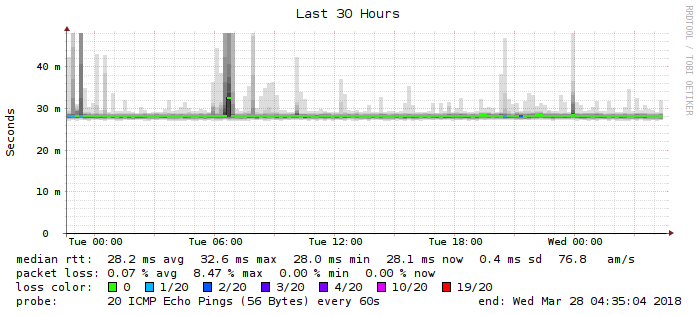 Last 30 Hours
RRDTOOL / TOBI OETIKER
Seconds
40 m
30 m
20 m
10 m
0
Tue 00:00 Tue 06:00 Tue 12:00 Tue 18:00 Wed 00:00
median rtt: 28.2 ms avg 32.6 ms max 28.0 ms min 28.1 ms now 0.4 ms sd 76.8 am/s
packet loss: 0.07 % avg 8.47 % max 0.00 % min 0.00 % now
loss color: 0 1/20 2/20 3/20 4/20 10/20 19/20
probe: 20 ICMP Echo Pings (56 Bytes) every 60s end: Wed Mar 28 04:35:04 2018